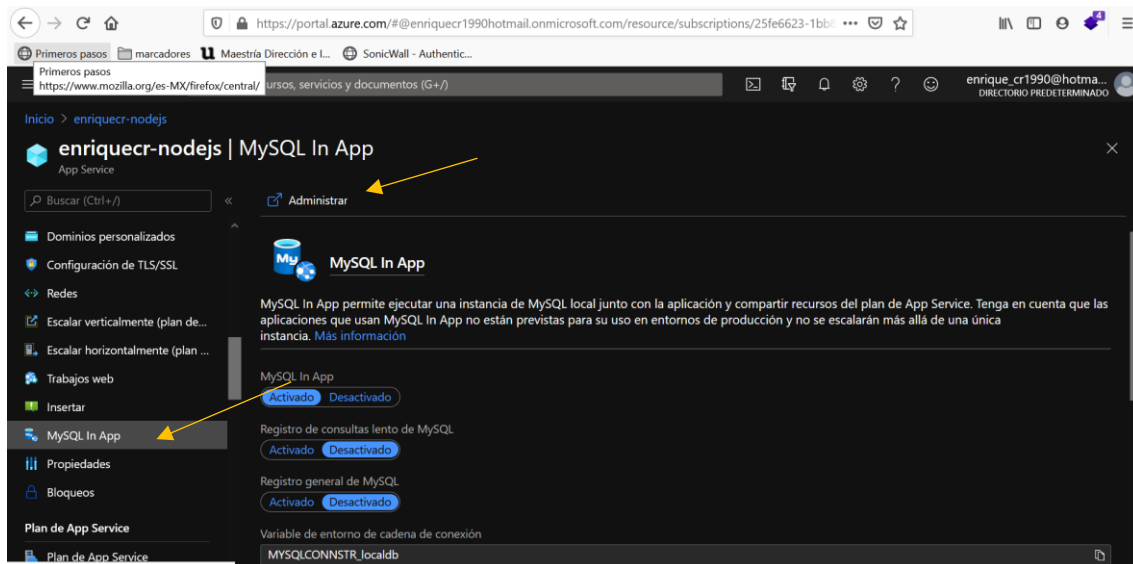 https://portal.azure.com/#@enriquecr1990hotmail.onmicrosoft.com/resource/subscriptions/25fe6623-1bb8
Primeros pasos marcadores Maestría Dirección e I... SonicWall - Authentic...
Primeros pasos
https://www.mozilla.org/es-MX/firefox/central/
ursos, servicios y documentos (G+/)
enrique_cr1990@hotma...
DIRECTORIO PREDETERMINADO
Inicio > enriquecr-nodejs
enriquecr-nodejs | MySQL In App
App Service
Buscar (Ctrl+/)
«
Administrar
Dominios personalizados
Configuración de TLS/SSL
Redes
Escalar verticalmente (plan de...
Escalar horizontalmente (plan ...
Trabajos web
Insertar
MySQL In App
Propiedades
Bloqueos
Plan de App Service
Plan de App Service
My
MySQL In App
MySQL In App permite ejecutar una instancia de MySQL local junto con la aplicación y compartir recursos del plan de App Service. Tenga en cuenta que las
aplicaciones que usan MySQL In App no están previstas para su uso en entornos de producción y no se escalarán más allá de una única
instancia. Más información
MySQL In App
Activado Desactivado
Registro de consultas lento de MySQL
Activado Desactivado
Registro general de MySQL
Activado Desactivado
Variable de entorno de cadena de conexión
MYSQLCONNSTR_localdb
4